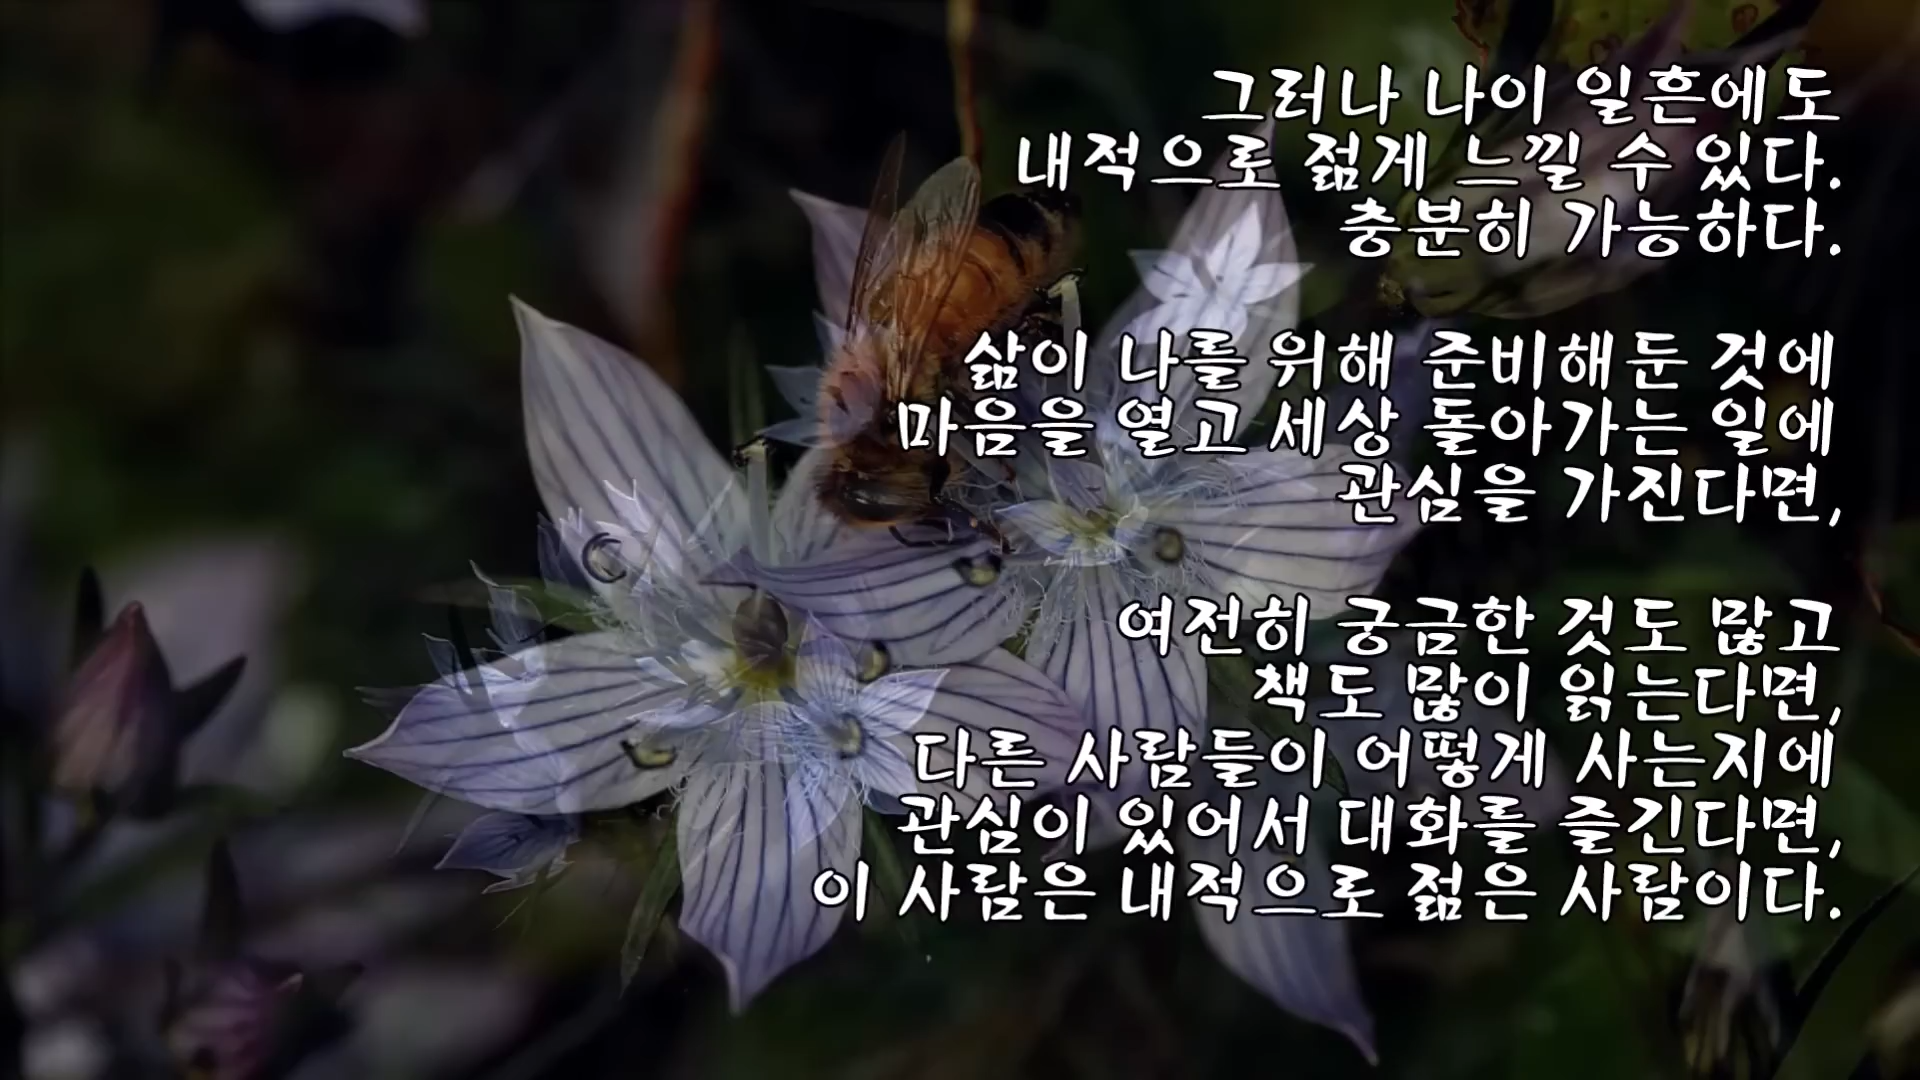 그러나 나이 일흔에도
내적으로 젊게 느낄 수 있다.
충분히 가능하다.
삶이 나를 위해 준비해둔 것에
마음을 열고 세상 돌아가는 일에
관심을 가진다면,
여전히 궁금한 것도 많고
책도 많이 읽는다면,
다른 사람들이 어떻게 사는지에
관심이 있어서 대화를 즐긴다면,
이 사람은 내적으로 젊은 사람이다.